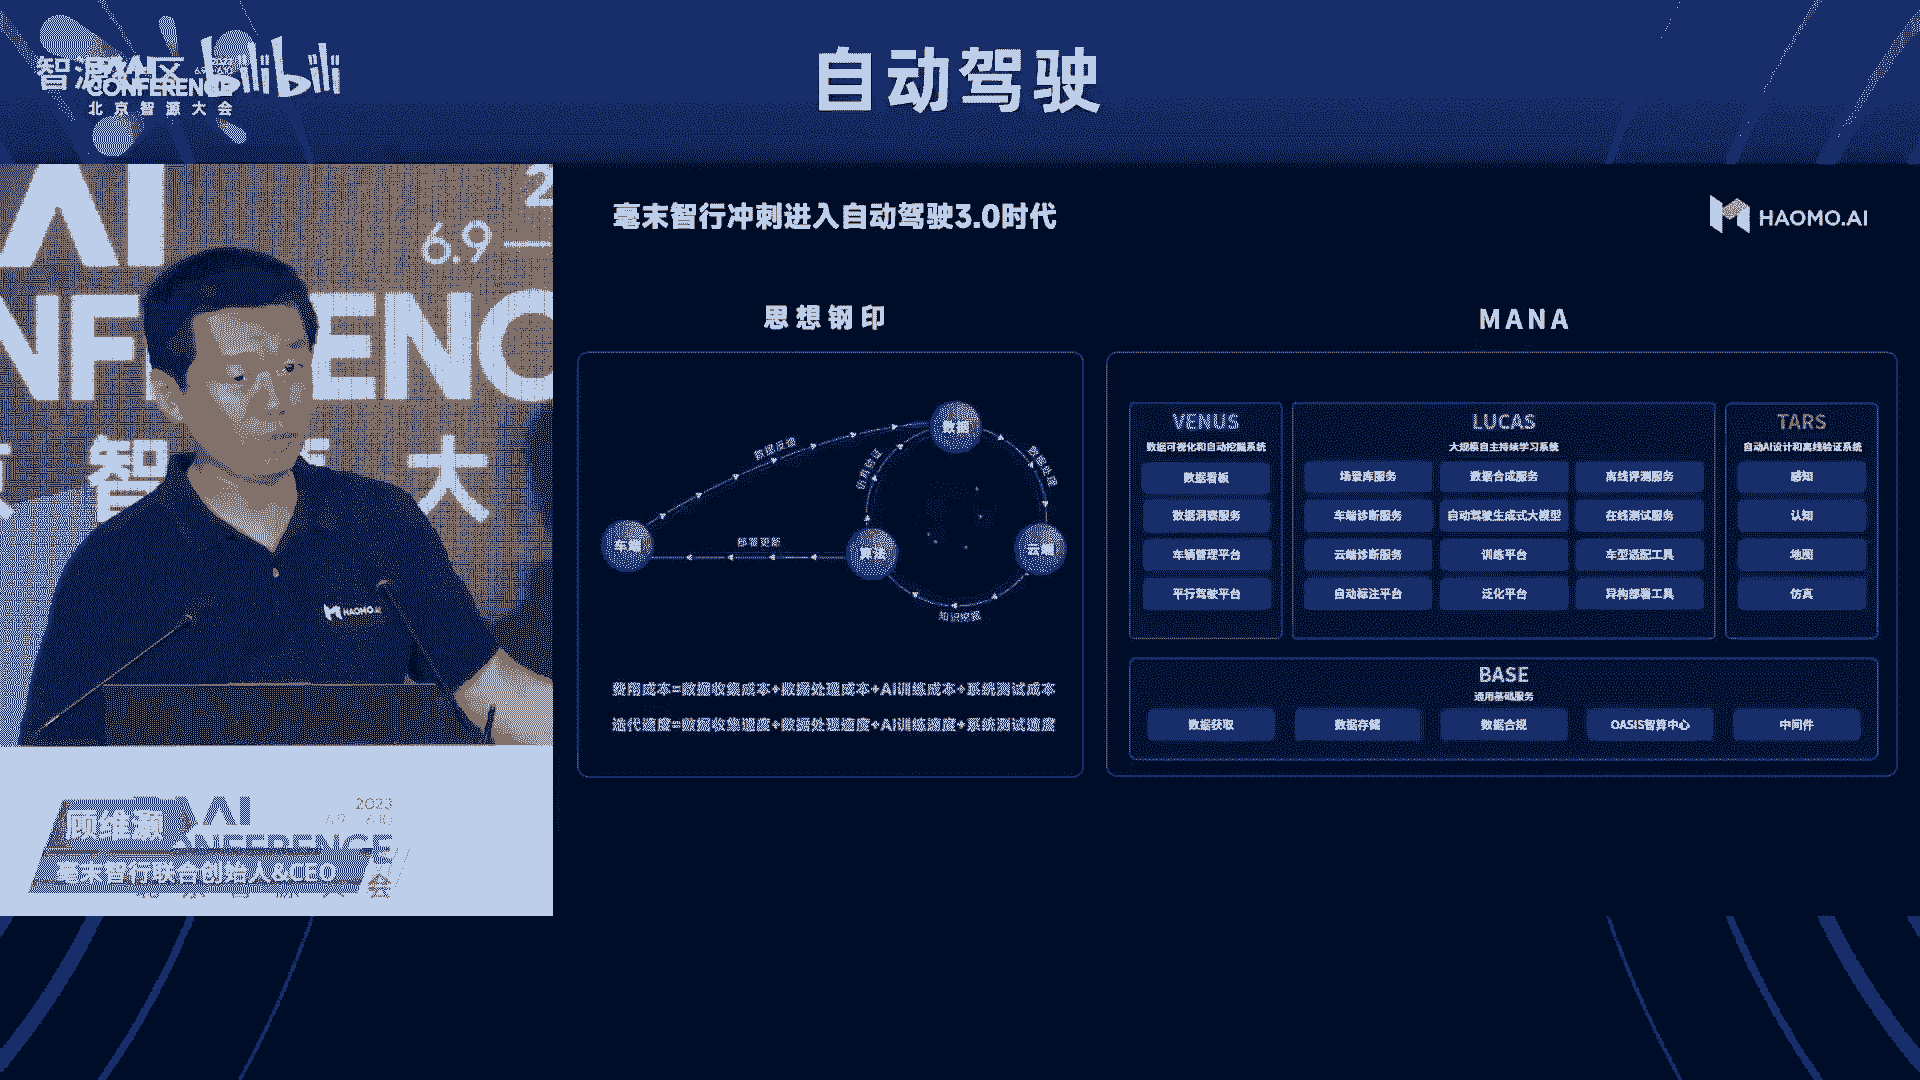 自动驾驶
智源社区
bilibili
BAAI
2023
6.9-6.10
CONFERENCE
北京智源大会
AI
2
6.9—
NFERENC
智源大
HAOMO.AI
顾维灏
毫末智行联合创始人&CEO
2023
CONFERENCE
毫末智行冲刺进入自动驾驶3.0时代
HAOMO.AI
思想钢印
数据
数据反馈
仿真验证
数据处理
车端
部署更新
算法
云端
知识挖掘
费用成本=数据收集成本+数据处理成本+AI训练成本+系统测试成本
迭代速度=数据收集速度+数据处理速度+AI训练速度+系统测试速度
MANA
VENUS
数据可视化和自动挖掘系统
数据看板
数据洞察服务
车辆管理平台
平行驾驶平台
LUCAS
大规模自主持续学习系统
场景库服务 数据合成服务 离线评测服务
车端诊断服务 自动驾驶生成式大模型 在线测试服务
云端诊断服务 训练平台 车型适配工具
自动标注平台 泛化平台 异构部署工具
TARS
自动AI设计和离线验证系统
感知
认知
地图
仿真
BASE
通用基础服务
数据获取 数据存储 数据合规 OASIS智算中心 中间件